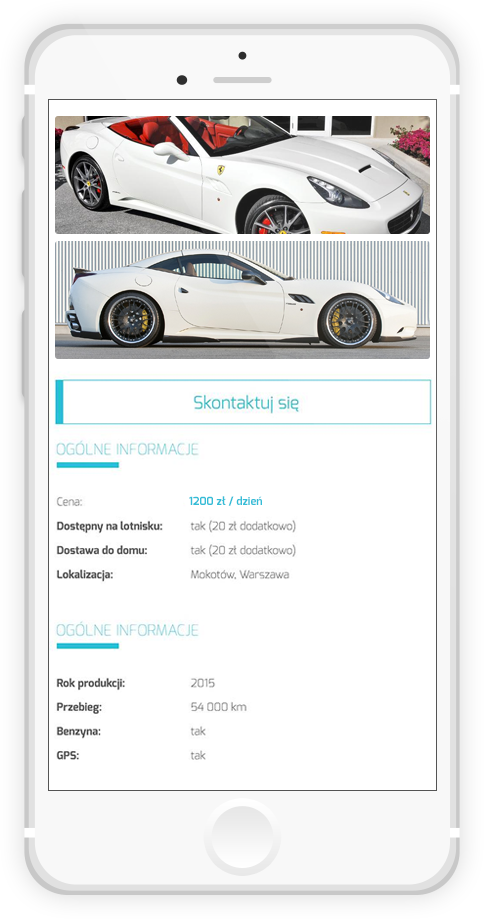 Skontaktuj się
OGÓLNE INFORMACJE
Cena: 1200 zł / dzień
Dostępny na lotnisku: tak (20 zł dodatkowo)
Dostawa do domu: tak (20 zł dodatkowo)
Lokalizacja: Mokotów, Warszawa
OGÓLNE INFORMACJE
Rok produkcji: 2015
Przebieg: 54 000 km
Benzyna: tak
GPS: tak